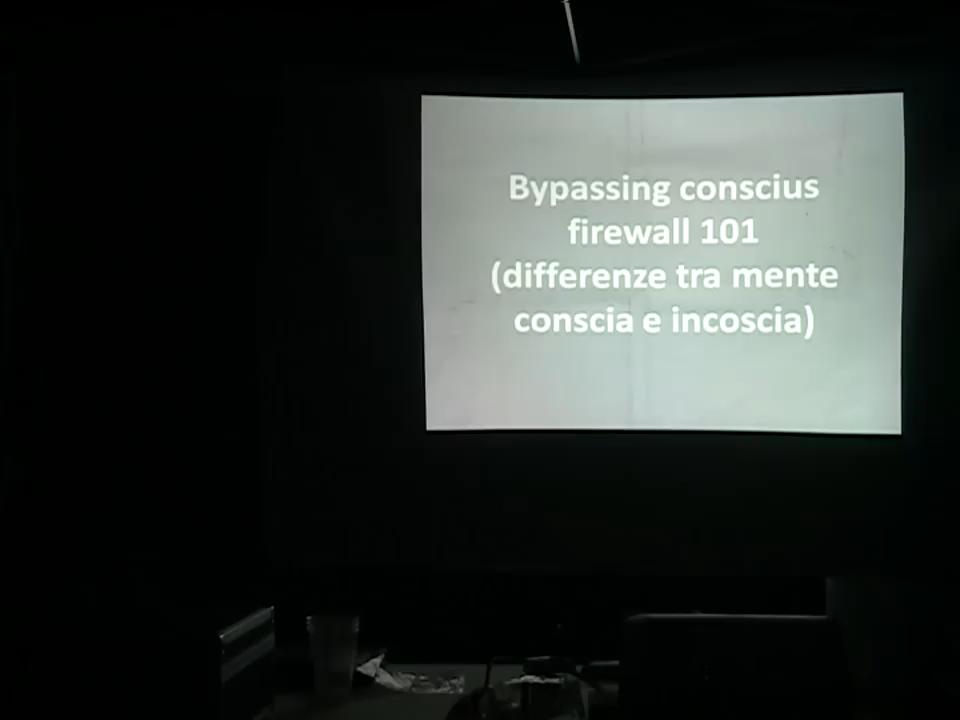 Bypassing conscius
firewall 101
(differenze tra mente
conscia e incoscia)